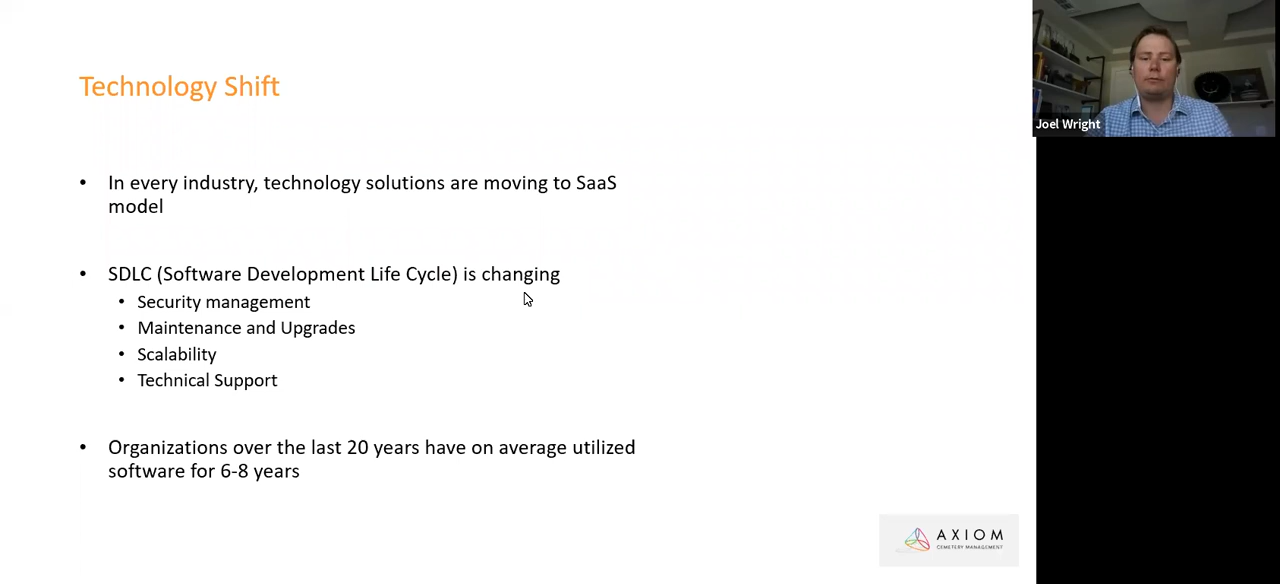 Technology Shift
• In every industry, technology solutions are moving to SaaS
model
• SDLC (Software Development Life Cycle) is changing
• Security management
• Maintenance and Upgrades
• Scalability
• Technical Support
• Organizations over the last 20 years have on average utilized
software for 6-8 years
AXIOM
CEMETERY MANAGEMENT
Joel Wright